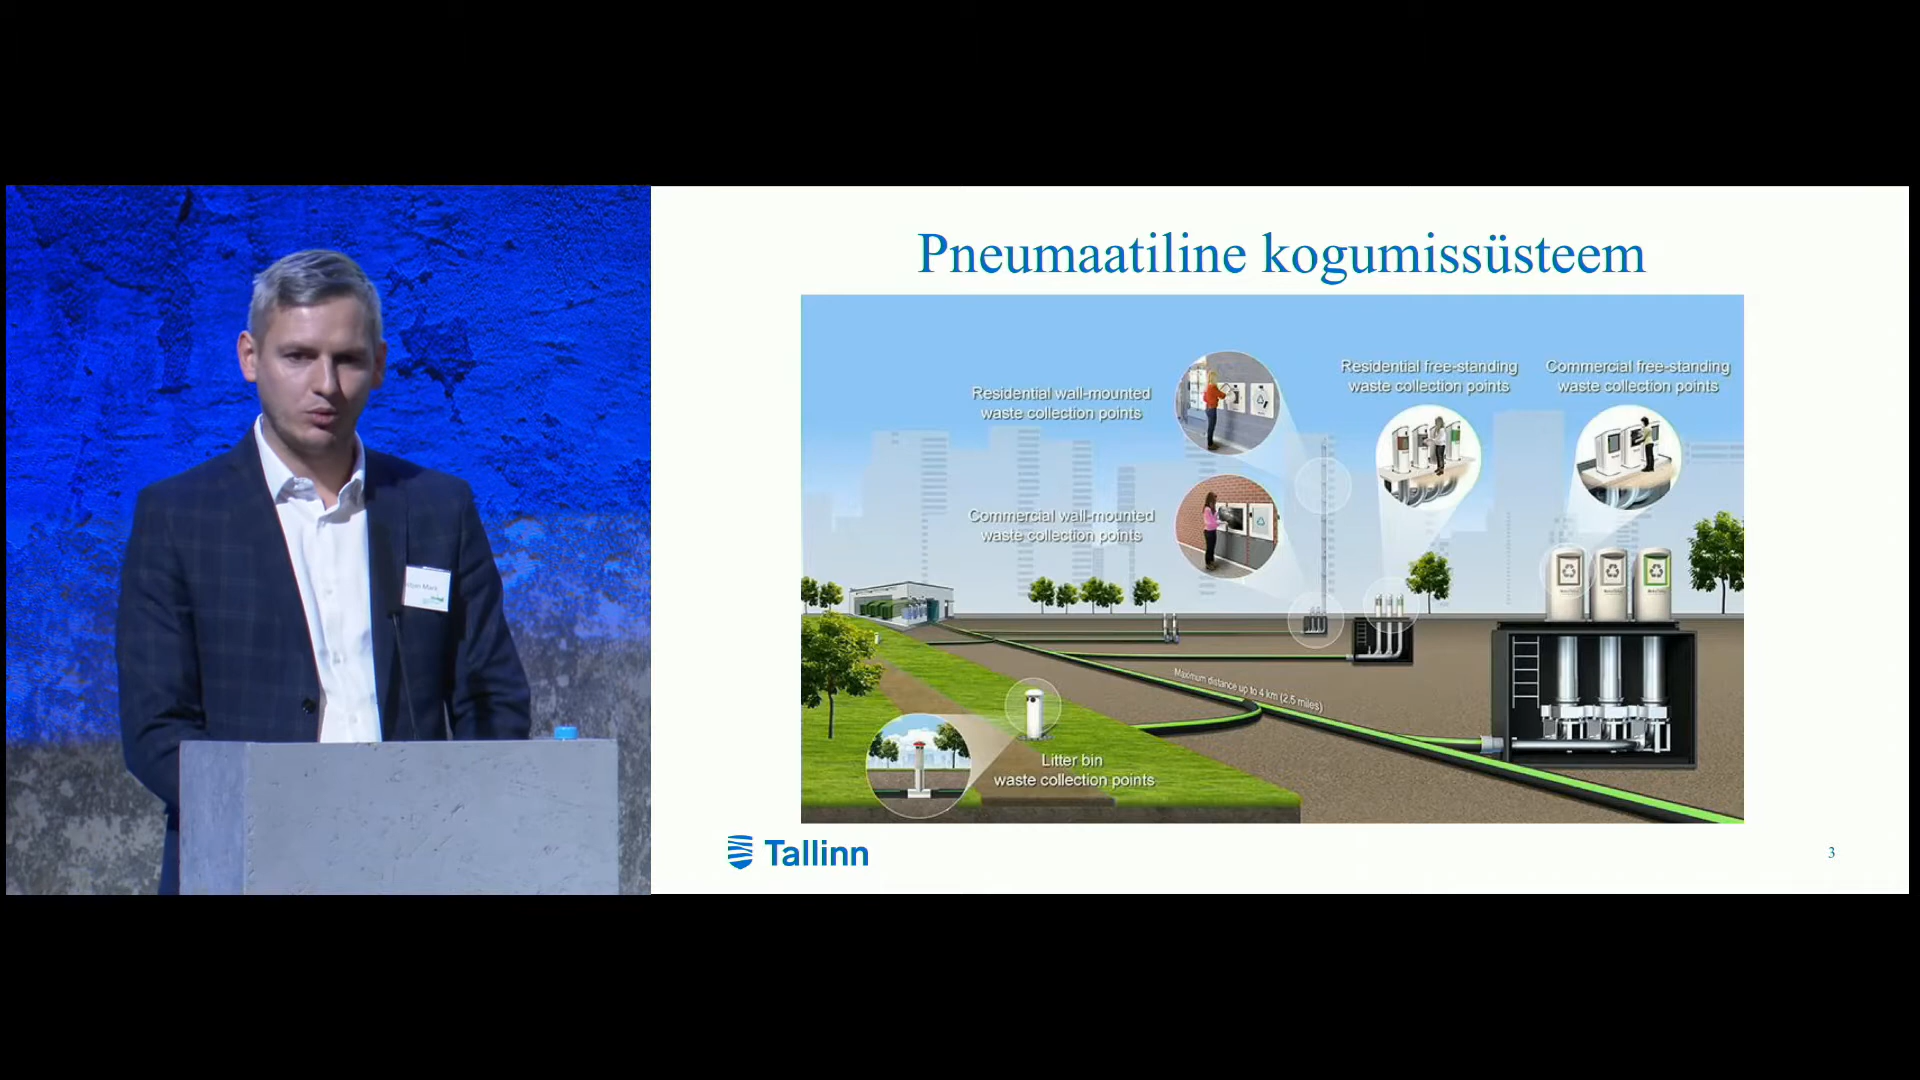 Pneumaatiline kogumissüsteem
Residential wall-mounted
waste collection points
Residential free-standing
waste collection points
Commercial free-standing
waste collection points
Commercial wall-mounted
waste collection points
Maximum distance up to 4 km (2.5 miles)
Litter bin
waste collection points
Tallinn
3